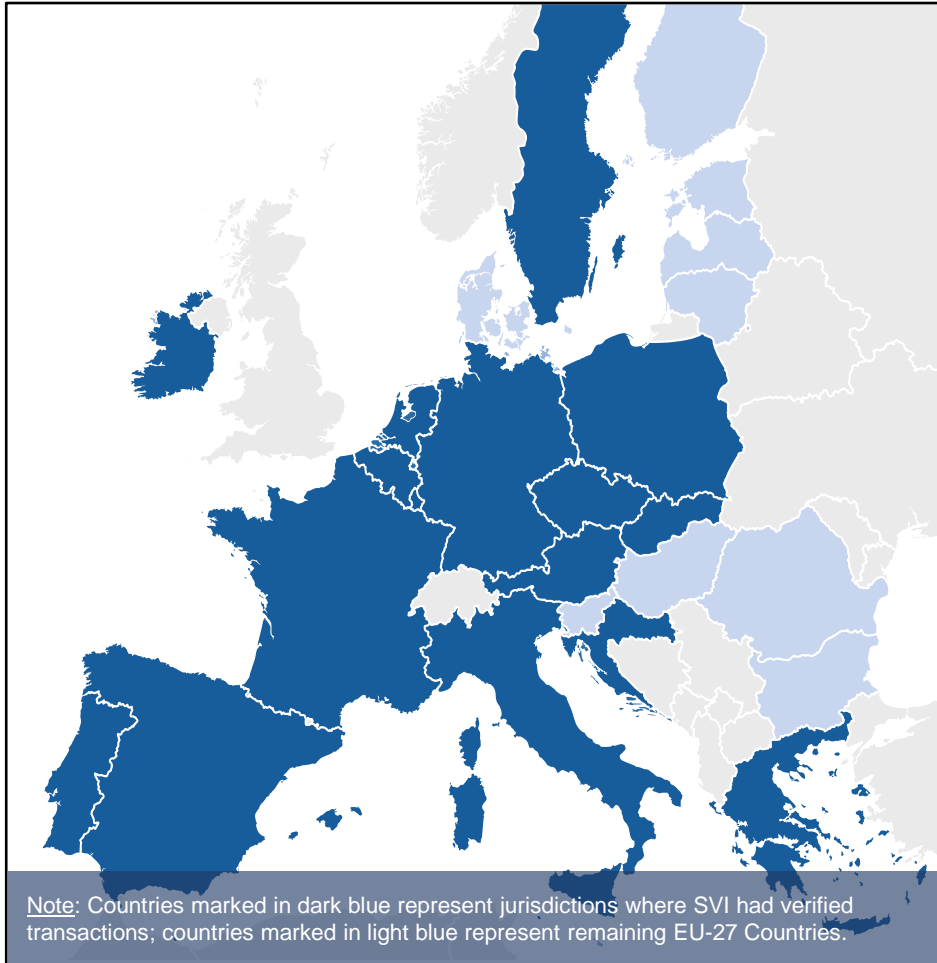 Note: Countries marked in dark blue represent jurisdictions where SVI had verified
transactions; countries marked in light blue represent remaining EU-27 Countries.